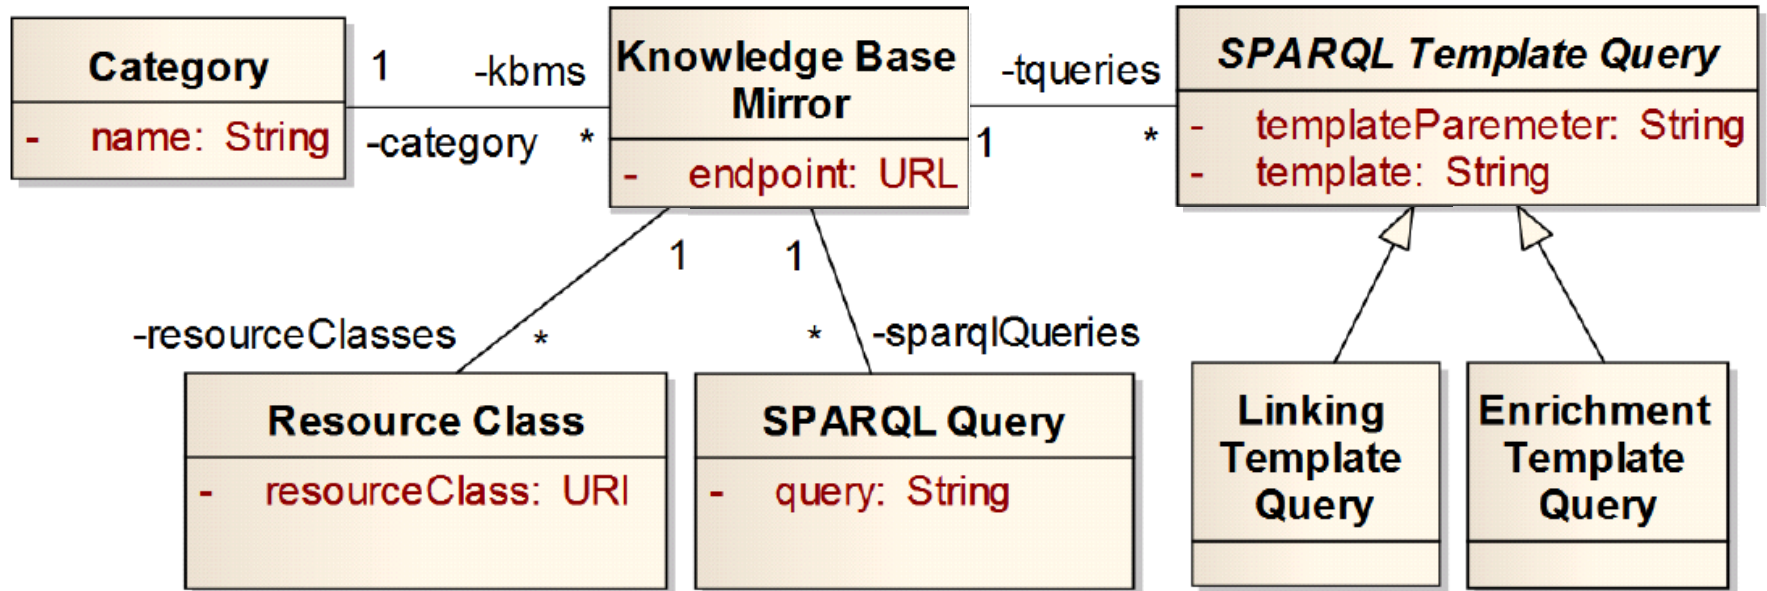 Category
- name: String
1
-kbms
-category
*
Knowledge Base
Mirror
- endpoint: URL
-tqueries
1
*
SPARQL Template Query
- templateParemeter: String
- template: String
1
1
-resourceClasses
*
*
-sparqlQueries
Resource Class
- resourceClass: URI
SPARQL Query
- query: String
Linking
Template
Query
Enrichment
Template
Query